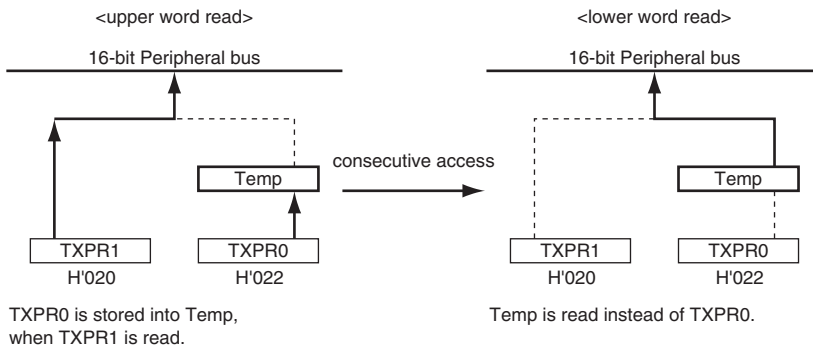 <upper word read>
<lower word read>
16-bit Peripheral bus
16-bit Peripheral bus
consecutive access
Temp
Temp
TXPR1
TXPR0
TXPR1
TXPR0
H'020
H'022
H'020
H'022
TXPR0 is stored into Temp,
when TXPR1 is read.
Temp is read instead of TXPR0.